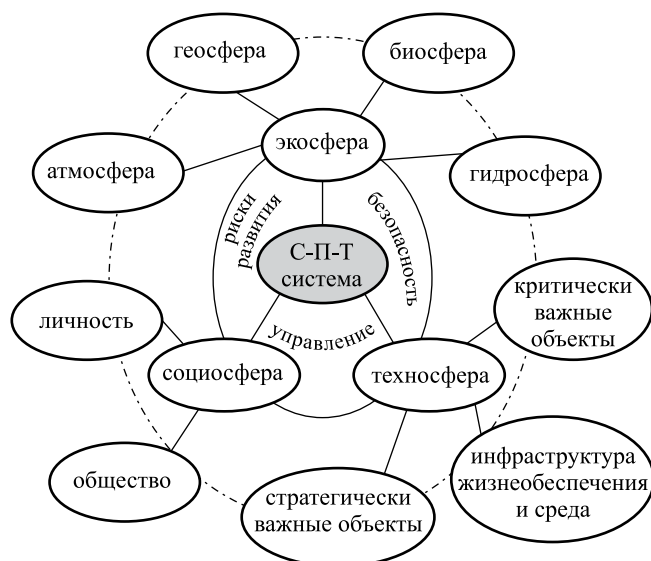 геосфера
биосфера
экосфера
атмосфера
гидросфера
риски
развития
безопасность
С-П-Т
система
управление
личность
критически
важные
объекты
социосфера
техносфера
общество
стратегически
важные объекты
инфраструктура
жизнеобеспечения
и среда